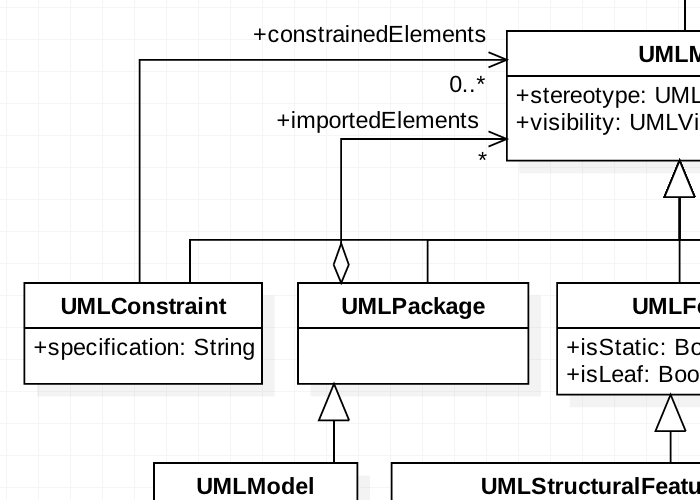 +constrainedElements
0..*
+importedElements
*
UMLM
+stereotype: UML
+visibility: UMLVi
UMLConstraint
+specification: String
UMLPackage
UMLFe
+isStatic: Bo
+isLeaf: Boo
UMLModel
UMLStructuralFeatu